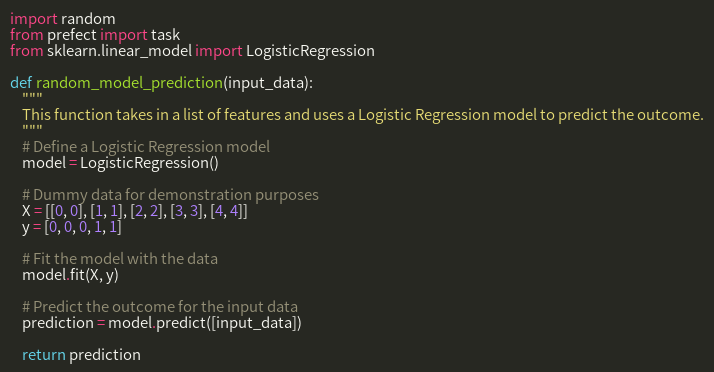 import random
from prefect import task
from sklearn.linear_model import LogisticRegression
def random_model_prediction(input_data):
"""
This function takes in a list of features and uses a Logistic Regression model to predict the outcome.
"""
# Define a Logistic Regression model
model = LogisticRegression()
# Dummy data for demonstration purposes
X = [[0, 0], [1, 1], [2, 2], [3, 3], [4, 4]]
y = [0, 0, 0, 1, 1]
# Fit the model with the data
model.fit(X, y)
# Predict the outcome for the input data
prediction = model.predict([input_data])
return prediction